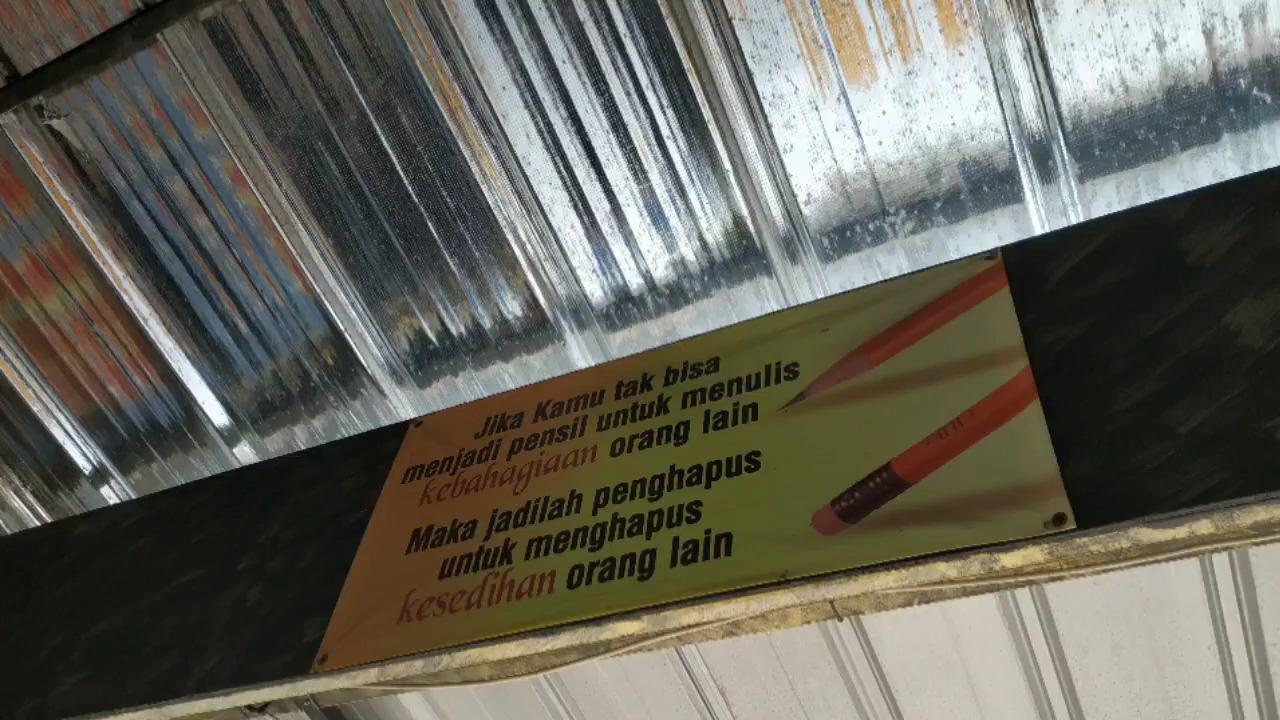 Jika Kamu tak bisa
menjadi pensil untuk menulis
kebahagiaan orang lain
Maka jadilah penghapus
untuk menghapus
kesedihan orang lain